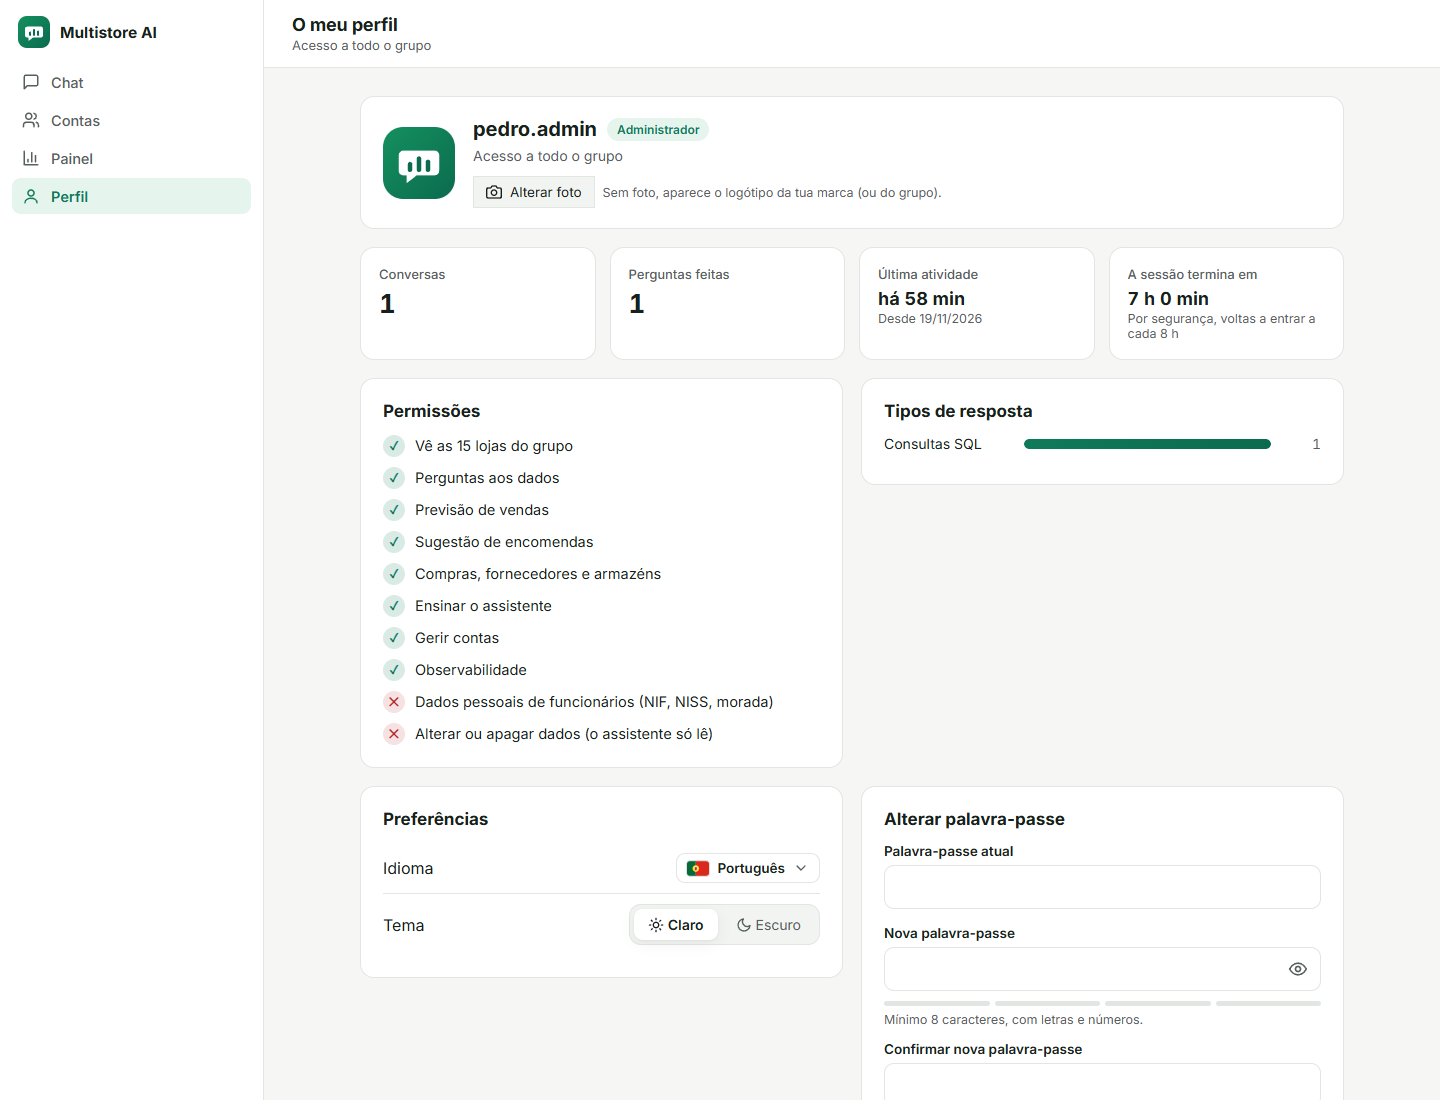 Multistore AI
Chat
Contas
Painel
Perfil
O meu perfil
Acesso a todo o grupo
pedro.admin
Administrador
Acesso a todo o grupo
Alterar foto
Sem foto, aparece o logótipo da tua marca (ou do grupo).
Conversas
1
Perguntas feitas
1
Última atividade
há 58 min
Desde 19/11/2026
A sessão termina em
7 h 0 min
Por segurança, voltas a entrar a
cada 8 h
Permissões
Vê as 15 lojas do grupo
Perguntas aos dados
Previsão de vendas
Sugestão de encomendas
Compras, fornecedores e armazéns
Ensinar o assistente
Gerir contas
Observabilidade
Dados pessoais de funcionários (NIF, NISS, morada)
Alterar ou apagar dados (o assistente só lê)
Tipos de resposta
Consultas SQL 1
Preferências
Idioma
Português
Tema
Claro
Escuro
Alterar palavra-passe
Palavra-passe atual
Nova palavra-passe
Mínimo 8 caracteres, com letras e números.
Confirmar nova palavra-passe